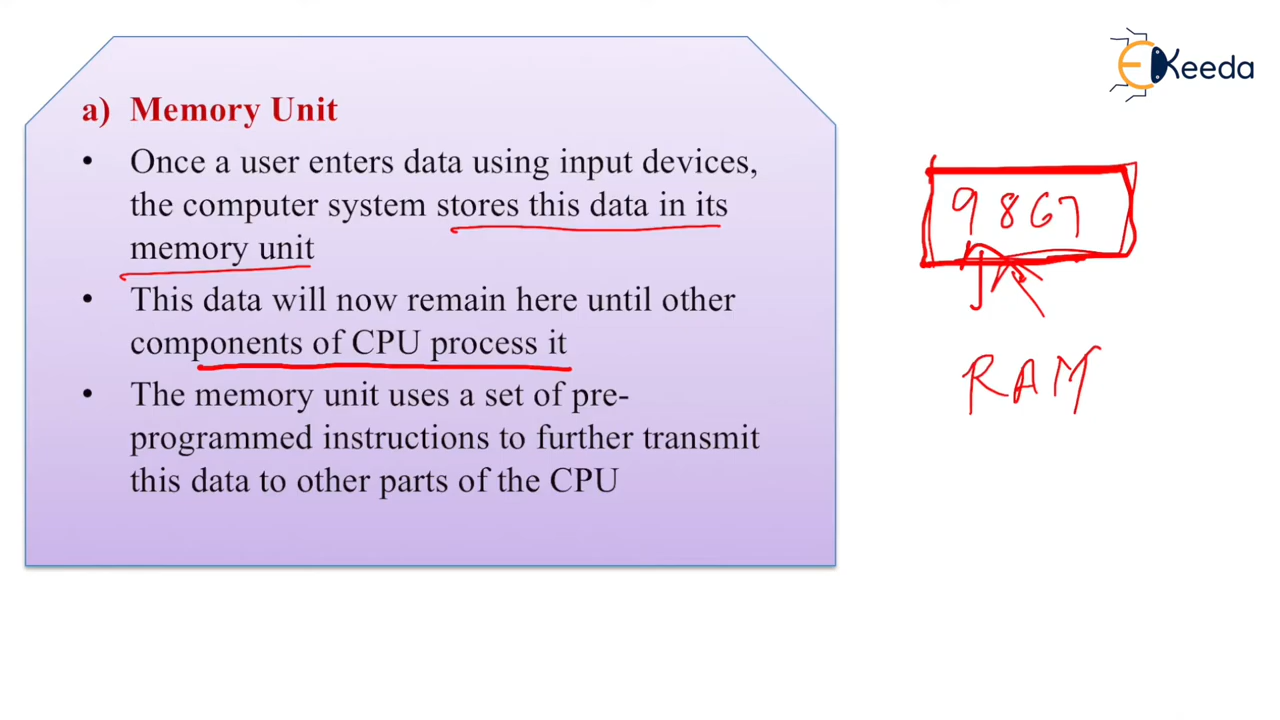 EKeeda
a) Memory Unit
• Once a user enters data using input devices,
the computer system stores this data in its
memory unit
• This data will now remain here until other
components of CPU process it
• The memory unit uses a set of pre-
programmed instructions to further transmit
this data to other parts of the CPU
9867
RAM